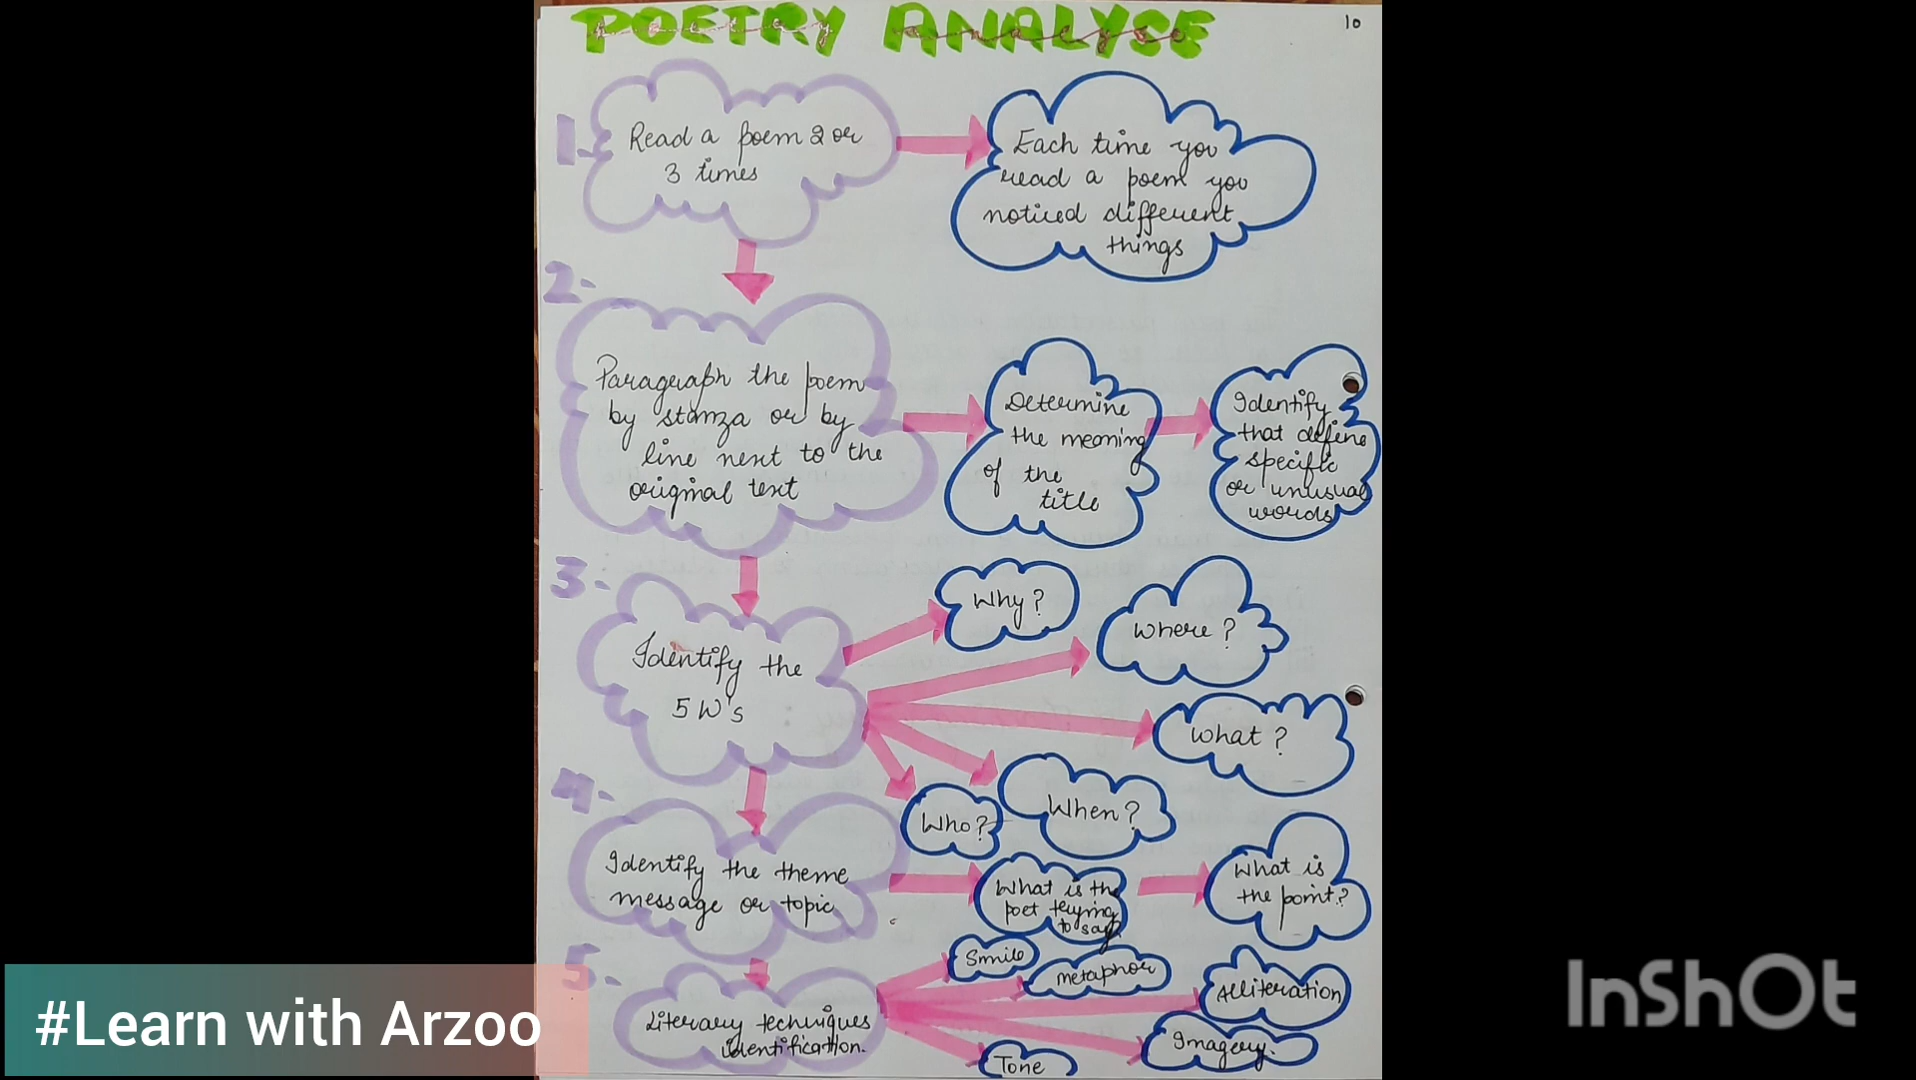 POETRY ANALYSE
10
1-
Read a poem 2 or
3 times
Each time you
read a poem you
noticed different
things
2-
Paragraph the poem
by stanza or by
line next to the
original text
Determine
the meaning
of the
title
Identify
that define
specific
or unusual
words
3-
Identify the
5 W's
Why?
Where?
What?
When?
Who?
4-
Identify the theme
message or topic
What is the
poet trying
to say
What is
the point?
5-
Literary techniques
identification.
Smile
metaphor
Alliteration
Imagery.
Tone
#Learn with Arzoo
InShOt